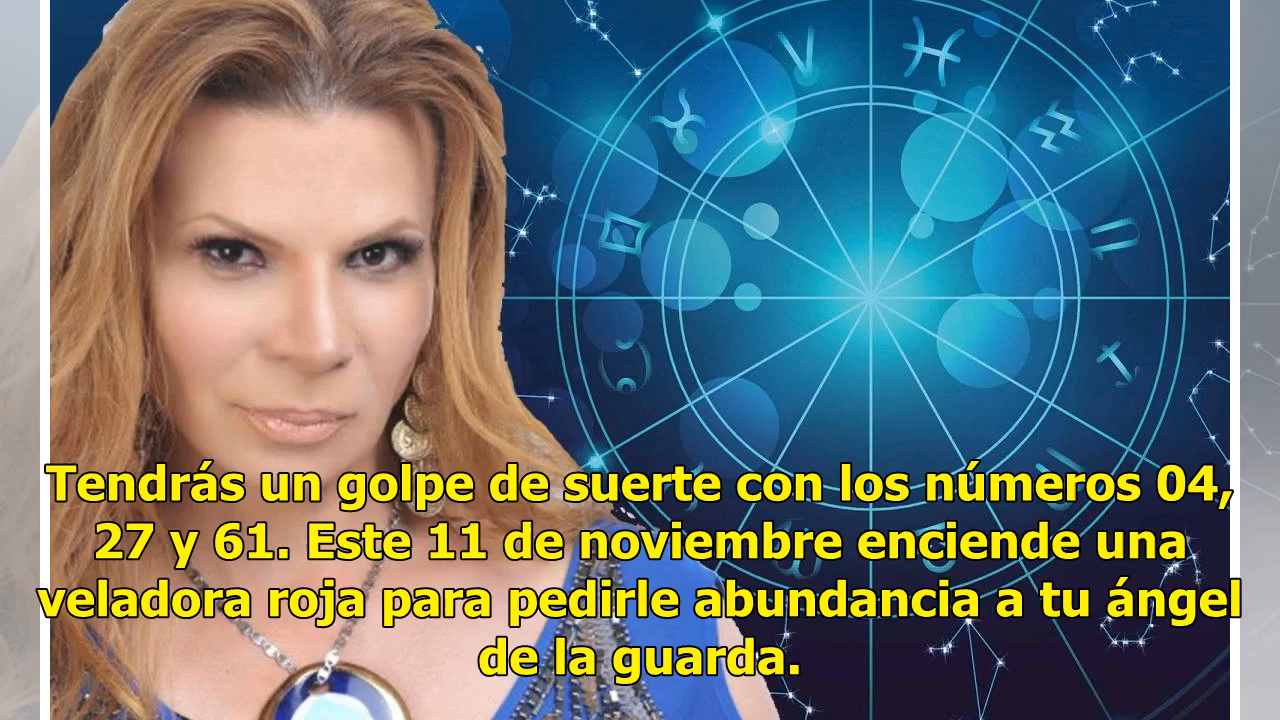 Tendrás un golpe de suerte con los números 04,
27 y 61. Este 11 de noviembre enciende una
veladora roja para pedirle abundancia a tu ángel
de la guarda.